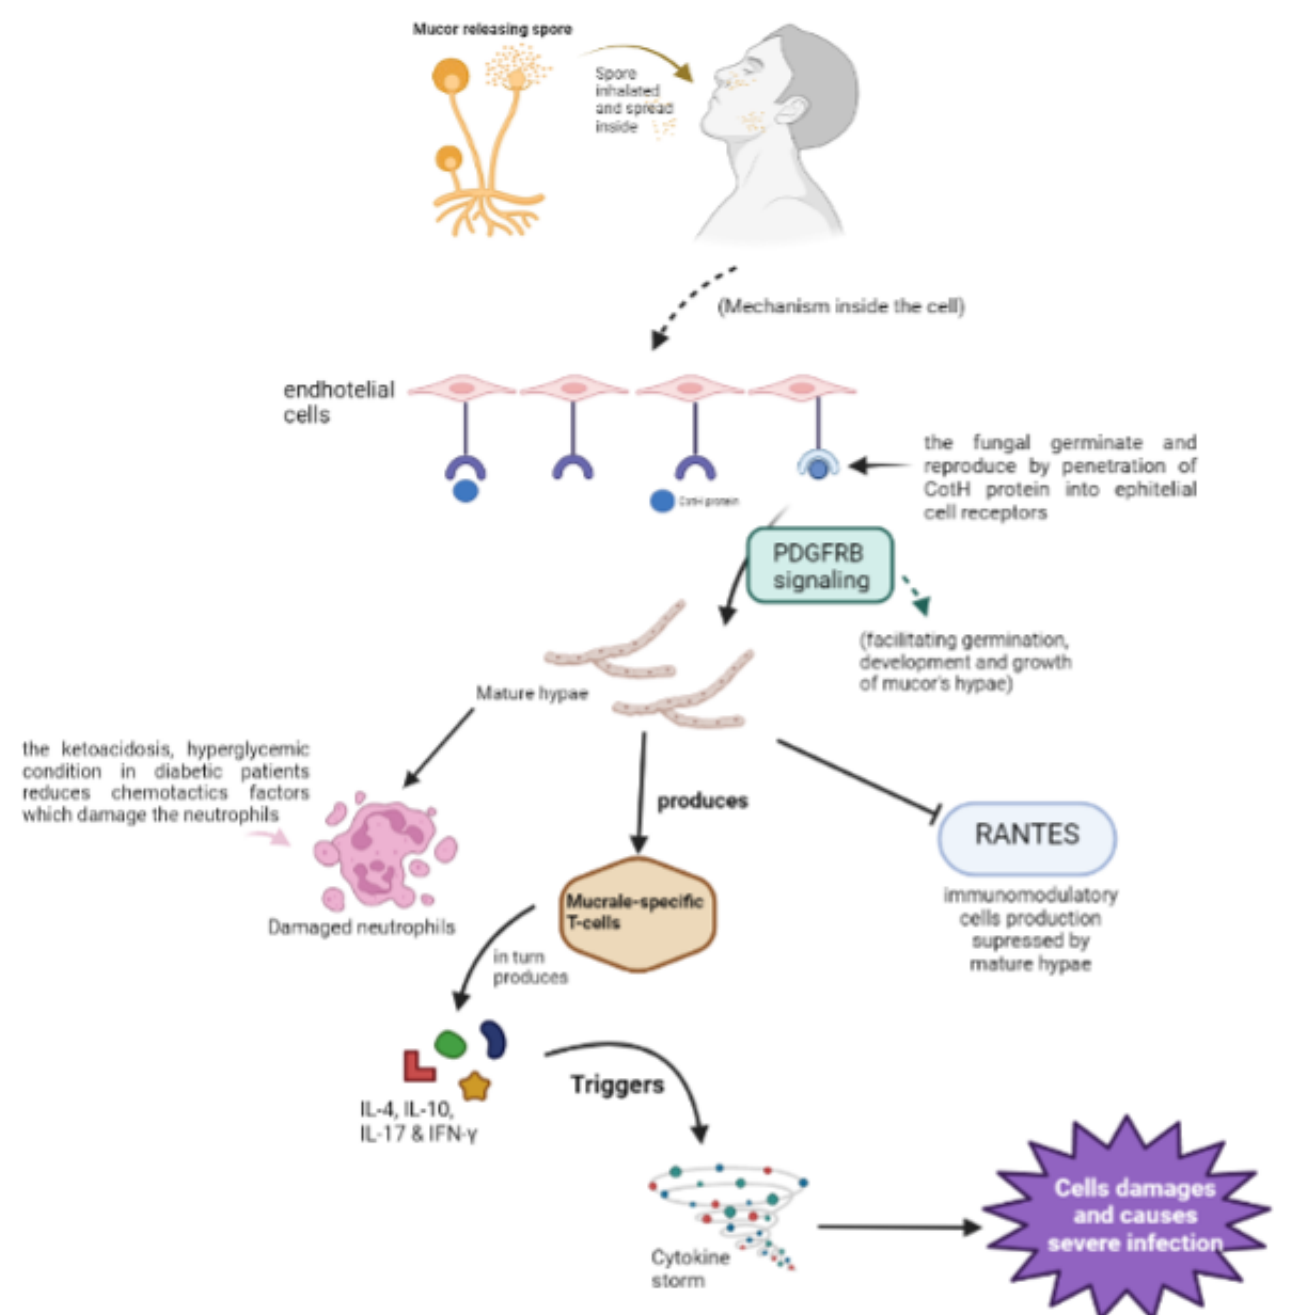 Mucor releasing spore
Spore
inhalated
and spread
inside
(Mechanism inside the cell)
endhotelial
cells
the fungal germinate and
reproduce by penetration of
CotH protein into ephitelial
cell receptors
CotH protein
PDGFRB
signaling
(facilitating germination,
development and growth
of mucor's hypae)
Mature hypae
the ketoacidosis, hyperglycemic
condition in diabetic patients
reduces chemotactics factors
which damage the neutrophils
produces
RANTES
immunomodulatory
cells production
supressed by
mature hypae
Damaged neutrophils
Mucrale-specific
T-cells
in turn
produces
IL-4, IL-10,
IL-17 & IFN-γ
Triggers
Cytokine
storm
Cells damages
and causes
severe infection